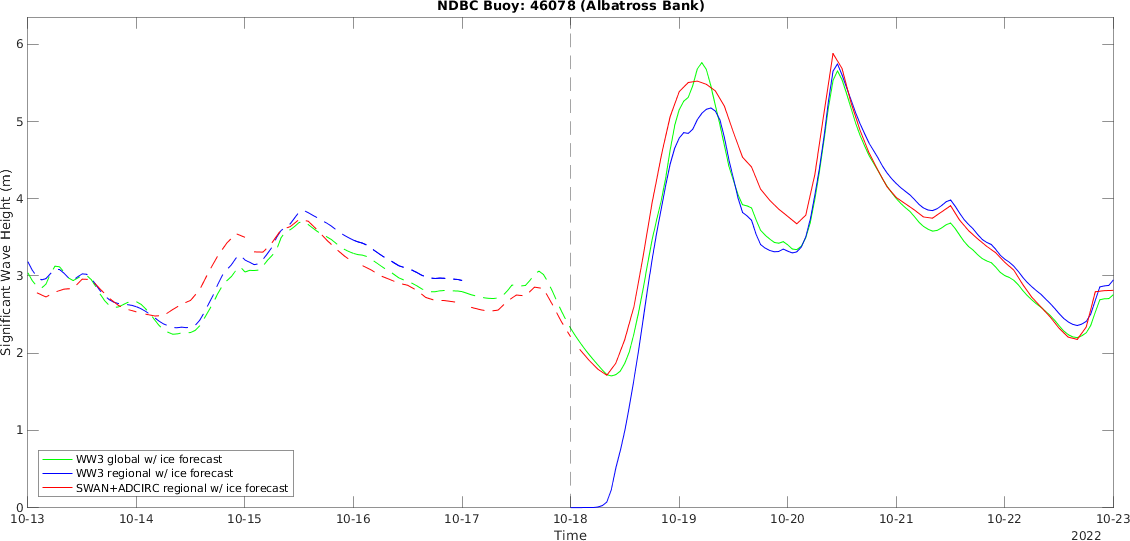 NDBC Buoy: 46078 (Albatross Bank)
Significant Wave Height (m)
6
5
4
3
2
1
0
WW3 global w/ ice forecast
WW3 regional w/ ice forecast
SWAN+ADCIRC regional w/ ice forecast
10-13 10-14 10-15 10-16 10-17 10-18 10-19 10-20 10-21 10-22 10-23
Time
2022